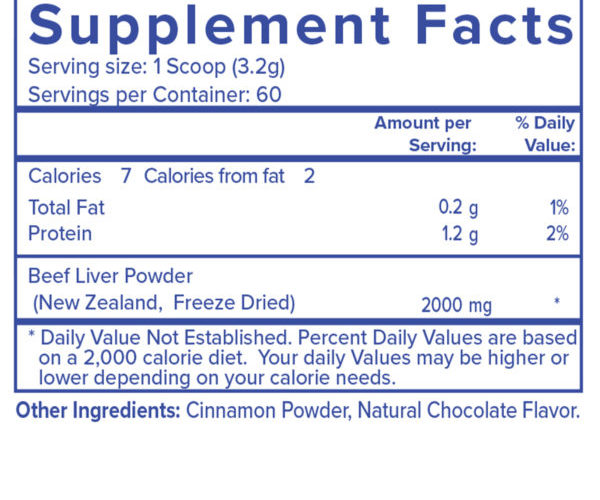 Supplement Facts
Serving size: 1 Scoop (3.2g)
Servings per Container: 60
Amount per Serving: % Daily Value:
Calories 7 Calories from fat 2
Total Fat 0.2 g 1%
Protein 1.2 g 2%
Beef Liver Powder
(New Zealand, Freeze Dried) 2000 mg *
* Daily Value Not Established. Percent Daily Values are based
on a 2,000 calorie diet. Your daily Values may be higher or
lower depending on your calorie needs.
Other Ingredients: Cinnamon Powder, Natural Chocolate Flavor.